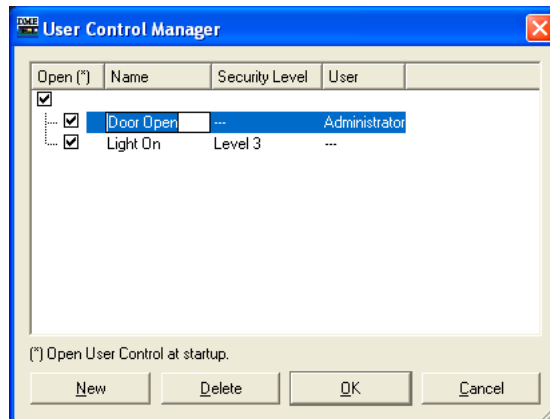 DME User Control Manager
Open (*) Name Security Level User
Door Open --- Administrator
Light On Level 3 ---
(*) Open User Control at startup.
New Delete OK Cancel